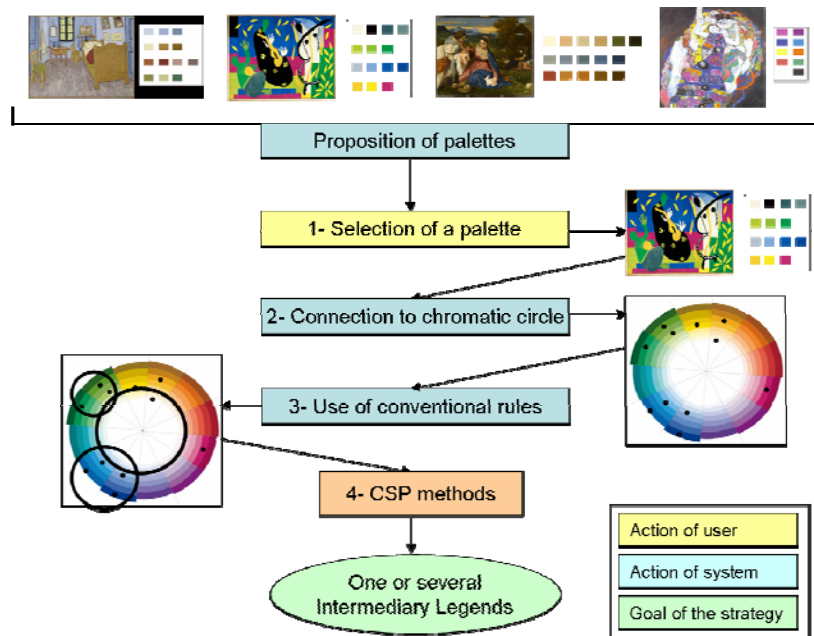 Proposition of palettes
1- Selection of a palette
2- Connection to chromatic circle
3- Use of conventional rules
4- CSP methods
One or several
Intermediary Legends
Action of user
Action of system
Goal of the strategy